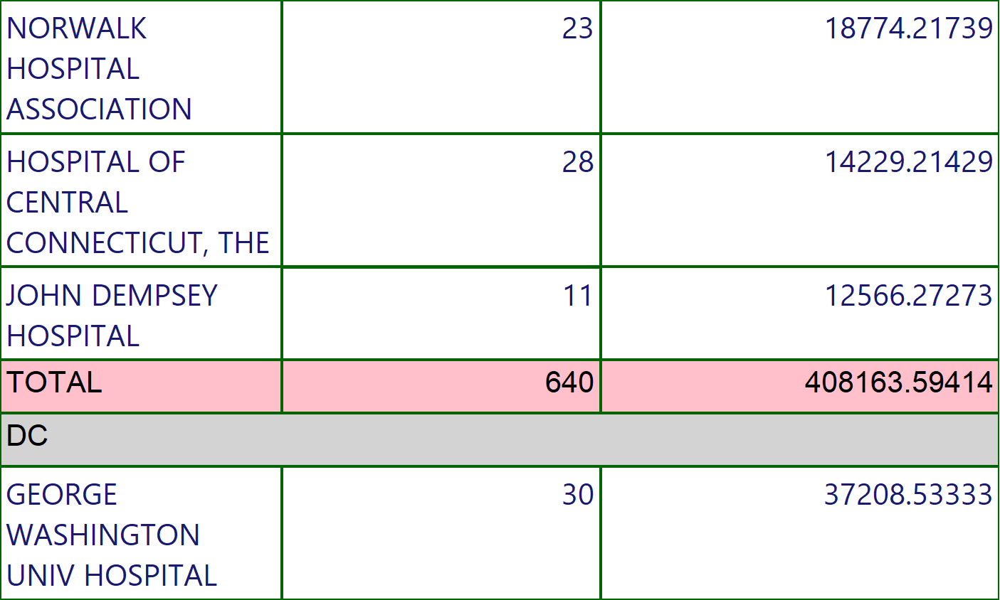 NORWALK 23 18774.21739
HOSPITAL
ASSOCIATION
HOSPITAL OF 28 14229.21429
CENTRAL
CONNECTICUT, THE
JOHN DEMPSEY 11 12566.27273
HOSPITAL
TOTAL 640 408163.59414
DC
GEORGE 30 37208.53333
WASHINGTON
UNIV HOSPITAL